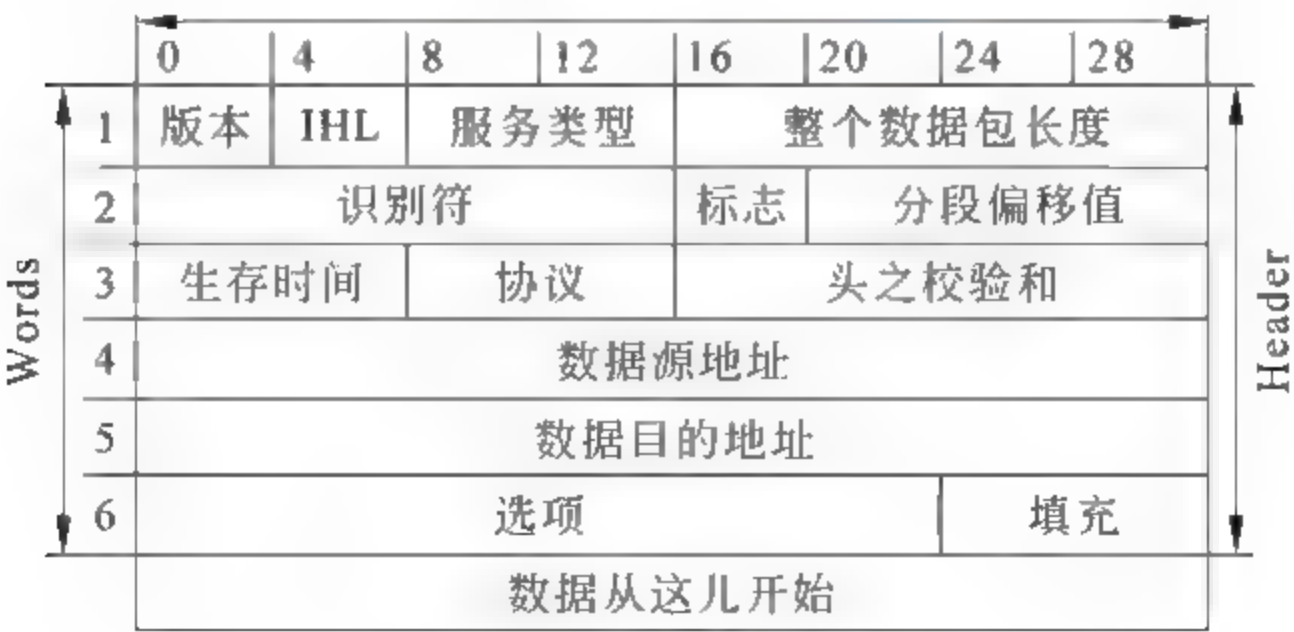 0 4 8 12 16 20 24 28
1 版本 IHL 服务类型 整个数据包长度
2 识别符 标志 分段偏移值
3 生存时间 协议 头之校验和
4 数据源地址
5 数据目的地址
6 选项 填充
数据从这儿开始
Words
Header